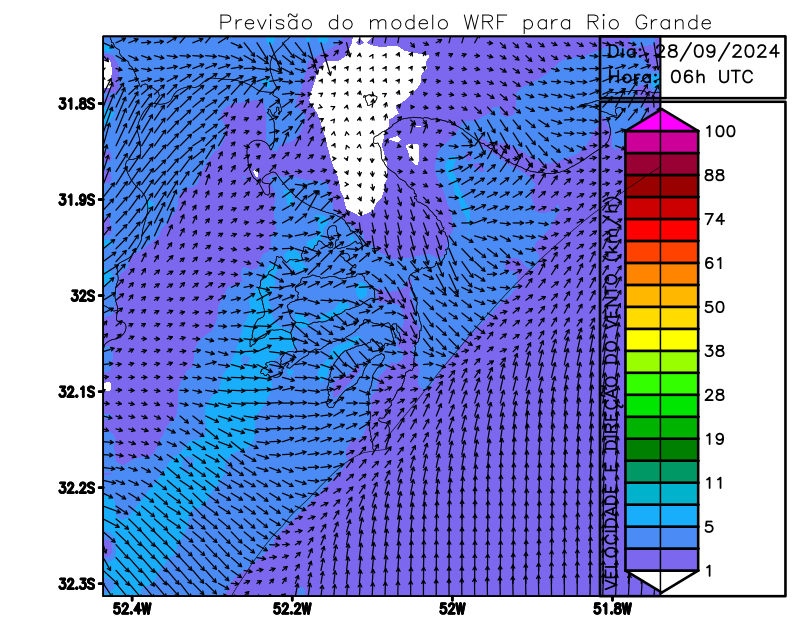 Previsão do modelo WRF para Rio Grande
Dia: 28/09/2024
Hora: 06h UTC
31.8S
31.9S
32S
32.1S
32.2S
32.3S
52.4W
52.2W
52W
51.8W
VELOCIDADE E DIREÇÃO DO VENTO (km/h)
100
88
74
61
50
38
28
19
11
5
1